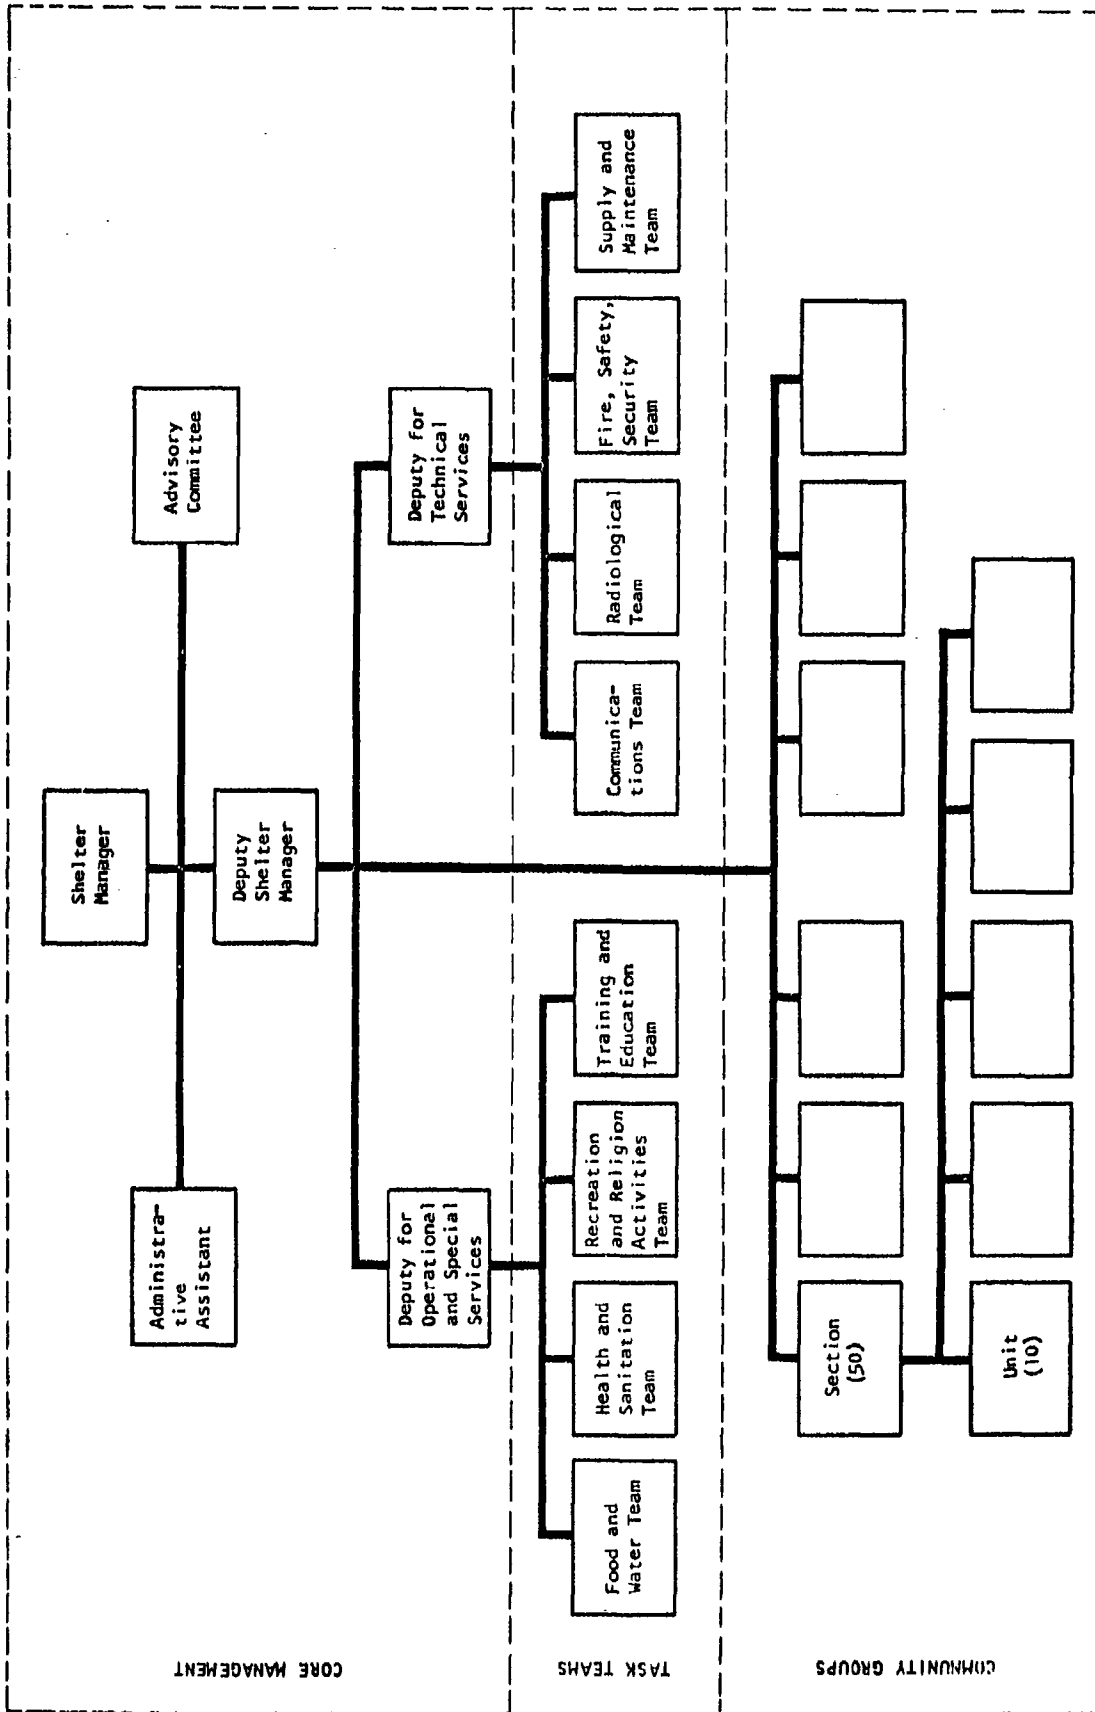 Shelter
Manager
Administra-
tive
Assistant
Advisory
Committee
Deputy
Shelter
Manager
Deputy for
Operational
and Special
Services
Deputy for
Technical
Services
CORE MANAGEMENT
Food and
Water Team
Health and
Sanitation
Team
Recreation
and Religion
Activities
Team
Training and
Education
Team
Communica-
tions Team
Radiological
Team
Fire, Safety,
Security
Team
Supply and
Maintenance
Team
TASK TEAMS
Section
(50)
Unit
(10)
COMMUNITY GROUPS